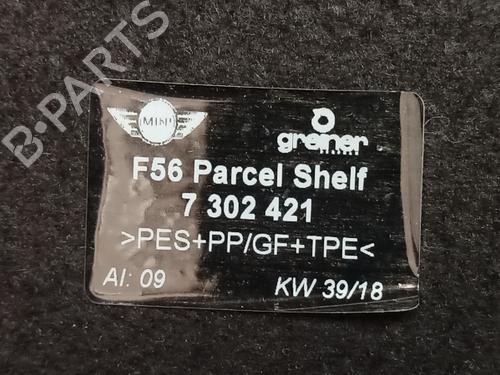 B-PARTS
MINI
greiner
F56 Parcel Shelf
7 302 421
>PES+PP/GF+TPE<
AI: 09
KW 39/18